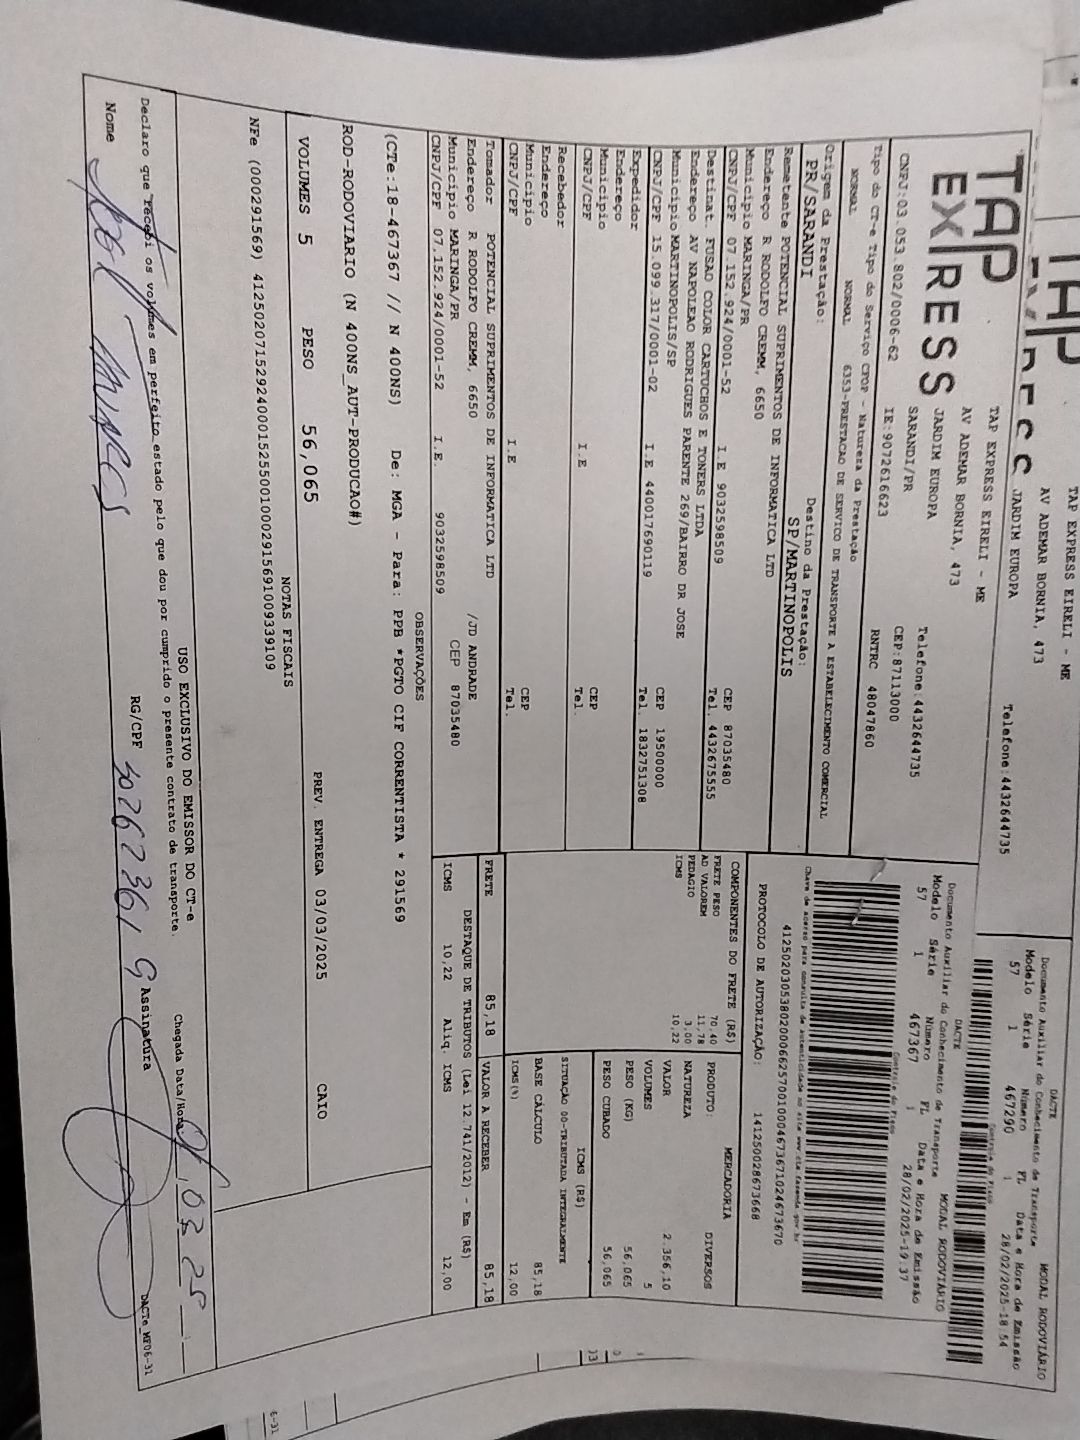 TAP EXPRESS EIRELI - ME
AV ADEMAR BORNIA, 473
JARDIM EUROPA
Telefone:4432644735
DACTE
MODAL RODOVIÁRIO
Documento Auxiliar do Conhecimento de Transporte
Modelo Série Número FL Data e Hora de Emissão
57 1 467290 1 28/02/2025-18:54
Controle do Fisco
TAP EXPRESS
TAP EXPRESS EIRELI - ME
AV ADEMAR BORNIA, 473
JARDIM EUROPA
SARANDI/PR
Telefone:4432644735
CEP:87113000
CNPJ:03.053.802/0006-62 IE:9072616623 RNTRC 48047860
DACTE
MODAL RODOVIÁRIO
Documento Auxiliar do Conhecimento de Transporte
Modelo Série Número FL Data e Hora de Emissão
57 1 467367 1 28/02/2025-19:37
Controle do Fisco
Tipo do CT-e Tipo do Serviço CFOP - Natureza da Prestação
NORMAL NORMAL 6353-PRESTACAO DE SERVICO DE TRANSPORTE A ESTABELECIMENTO COMERCIAL
Chave de acesso para consulta de autenticidade no site www.cte.fazenda.gov.br
Origem da Prestação: Destino da Prestação:
PR/SARANDI SP/MARTINOPOLIS
PROTOCOLO DE AUTORIZAÇÃO: 141250028673668
Remetente POTENCIAL SUPRIMENTOS DE INFORMATICA LTD
Endereço R RODOLFO CREMM, 6650
Município MARINGA/PR CEP 87035480
CNPJ/CPF 07.152.924/0001-52 I.E 9032598509 Tel. 4432675555
Destinat. FUSAO COLOR CARTUCHOS E TONERS LTDA
Endereço AV NAPOLEAO RODRIGUES PARENTE 269/BAIRRO DR JOSE
Município MARTINOPOLIS/SP CEP 19500000
CNPJ/CPF 15.099.317/0001-02 I.E 440017690119 Tel. 1832751308
Expedidor
Endereço
Município CEP
CNPJ/CPF I.E Tel.
Recebedor
Endereço
Município CEP
CNPJ/CPF I.E Tel.
Tomador POTENCIAL SUPRIMENTOS DE INFORMATICA LTD
Endereço R RODOLFO CREMM, 6650 /JD ANDRADE
Município MARINGA/PR CEP 87035480
CNPJ/CPF 07.152.924/0001-52 I.E. 9032598509
COMPONENTES DO FRETE (R$)
FRETE PESO 70,40
AD VALOREM 11,78
PEDAGIO 3,00
ICMS 10,22
MERCADORIA
PRODUTO: DIVERSOS
NATUREZA
VALOR 2.356,10
VOLUMES 5
PESO (KG) 56,065
PESO CUBADO 56,065
ICMS (R$)
SITUAÇÃO 00-TRIBUTADA INTEGRALMENTE
BASE CÁLCULO 85,18
ICMS(%) 12,00
FRETE 85,18 VALOR A RECEBER 85,18
DESTAQUE DE TRIBUTOS (Lei 12.741/2012) - Em (R$)
ICMS 10,22 Aliq. ICMS 12,00
OBSERVAÇÕES
(CTe:18-467367 // N 400NS) De: MGA - Para: PPB *PGTO CIF CORRENTISTA * 291569
ROD-RODOVIARIO (N 400NS_AUT-PRODUCAO#)
VOLUMES 5 PESO 56,065 PREV. ENTREGA 03/03/2025 CAIO
NOTAS FISCAIS
NFe (000291569)
USO EXCLUSIVO DO EMISSOR DO CT-e
Declaro que recebi os volumes em perfeito estado pelo que dou por cumprido o presente contrato de transporte.
Chegada Data/Hora
Nome RG/CPF 30267361 9 Assinatura
DACTe_MF06-31